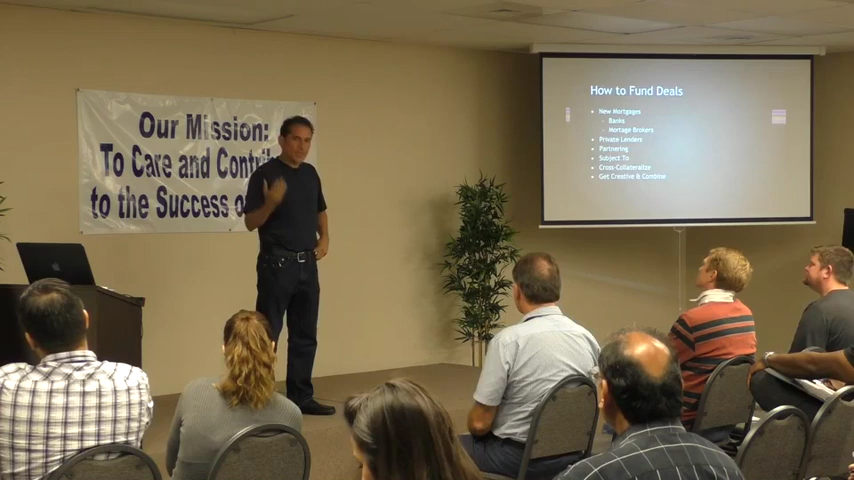 Our Mission:
To Care and Contri
to the Success o
How to Fund Deals
New Mortgages
Banks
Mortage Brokers
Private Lenders
Partnering
Subject To
Cross-Collateralize
Get Creative & Combine